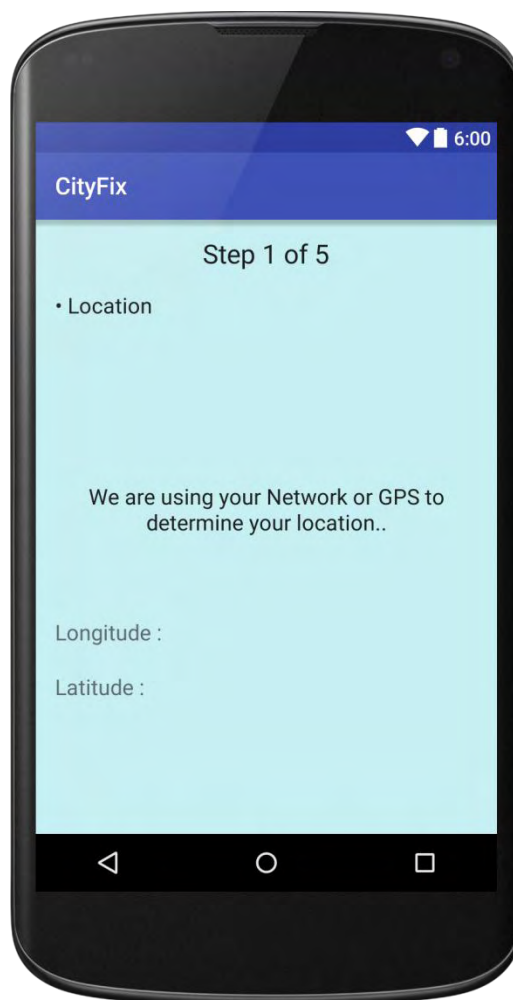 6:00
CityFix
Step 1 of 5
• Location
We are using your Network or GPS to
determine your location..
Longitude :
Latitude :